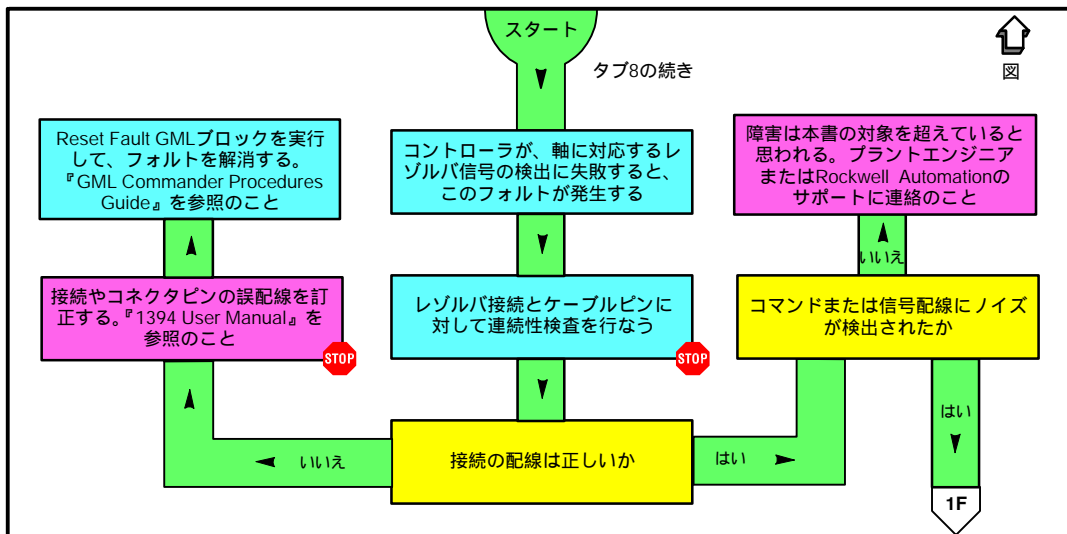 スタート
タブ8の続き
図
Reset Fault GMLブロックを実行
して、フォルトを解消する。
『GML Commander Procedures
Guide』を参照のこと
コントローラが、軸に対応するレ
ゾルバ信号の検出に失敗すると、
このフォルトが発生する
障害は本書の対象を超えていると
思われる。プラントエンジニア
またはRockwell Automationの
サポートに連絡のこと
いいえ
接続やコネクタピンの誤配線を訂
正する。『1394 User Manual』を
参照のこと
STOP
レゾルバ接続とケーブルピンに
対して連続性検査を行なう
STOP
コマンドまたは信号配線にノイズ
が検出されたか
はい
いいえ
接続の配線は正しいか
はい
1F